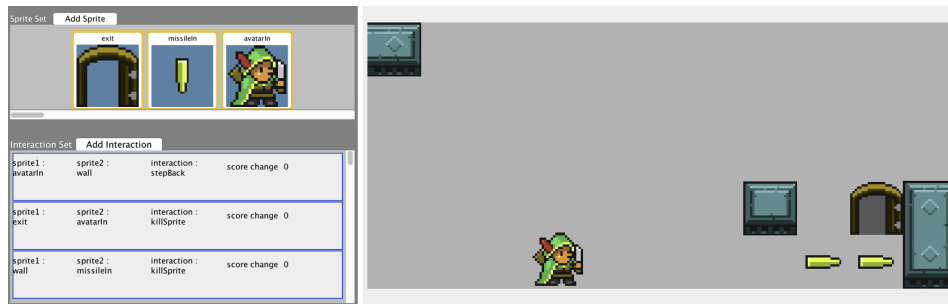 Sprite Set Add Sprite
exit missileIn avatarIn
Interaction Set Add Interaction
sprite1 : sprite2 : interaction : score change 0
avatarIn wall stepBack
sprite1 : sprite2 : interaction : score change 0
exit avatarIn killSprite
sprite1 : sprite2 : interaction : score change 0
wall missileIn killSprite